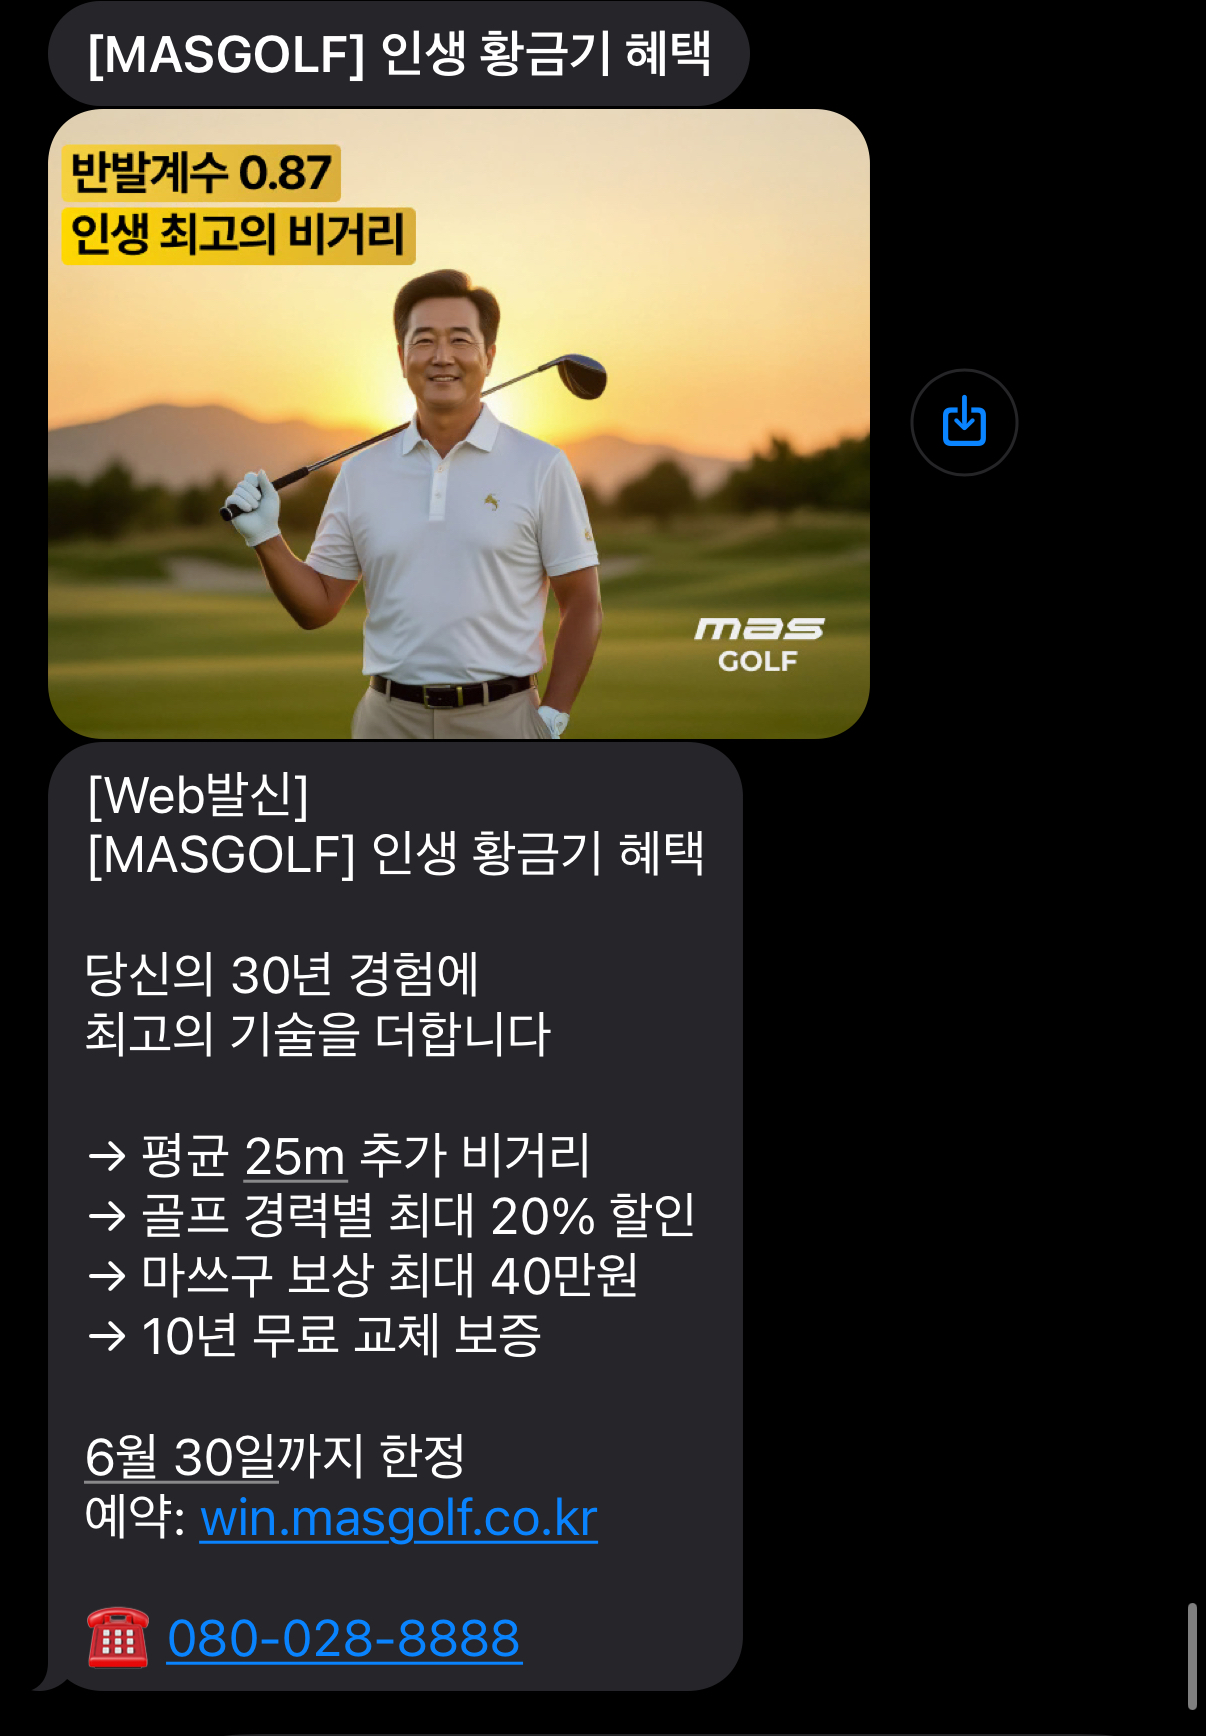 [MASGOLF] 인생 황금기 혜택
반발계수 0.87
인생 최고의 비거리
mas
GOLF
[Web발신]
[MASGOLF] 인생 황금기 혜택
당신의 30년 경험에
최고의 기술을 더합니다
→ 평균 25m 추가 비거리
→ 골프 경력별 최대 20% 할인
→ 마쓰구 보상 최대 40만원
→ 10년 무료 교체 보증
6월 30일까지 한정
예약: win.masgolf.co.kr
☎️ 080-028-8888